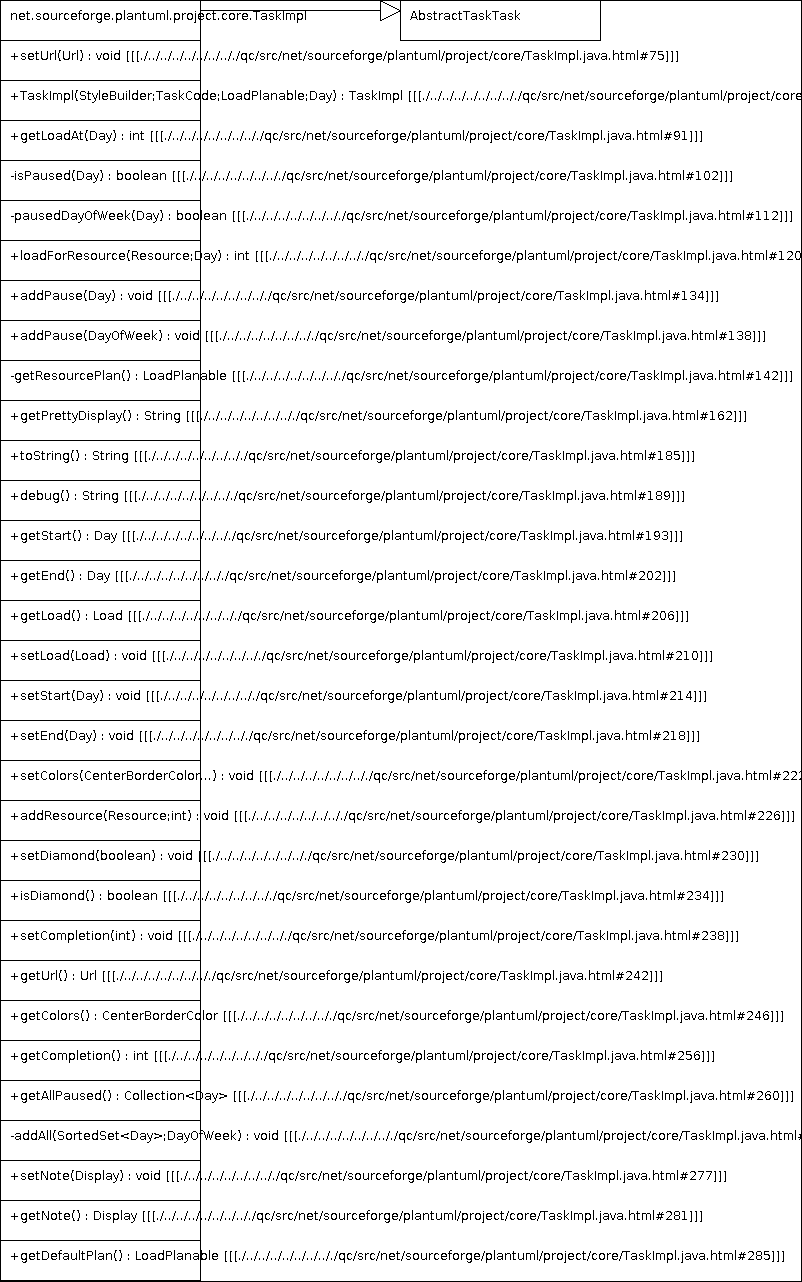 net.sourceforge.plantuml.project.core.TaskImpl
AbstractTaskTask
+setUrl(Url) : void [[[./../../../../../../../qc/src/net/sourceforge/plantuml/project/core/TaskImpl.java.html#75]]]
+TaskImpl(StyleBuilder;TaskCode;LoadPlanable;Day) : TaskImpl [[[./../../../../../../../qc/src/net/sourceforge/plantuml/project/core
+getLoadAt(Day) : int [[[./../../../../../../../qc/src/net/sourceforge/plantuml/project/core/TaskImpl.java.html#91]]]
-isPaused(Day) : boolean [[[./../../../../../../../qc/src/net/sourceforge/plantuml/project/core/TaskImpl.java.html#102]]]
-pausedDayOfWeek(Day) : boolean [[[./../../../../../../../qc/src/net/sourceforge/plantuml/project/core/TaskImpl.java.html#112]]]
+loadForResource(Resource;Day) : int [[[./../../../../../../../qc/src/net/sourceforge/plantuml/project/core/TaskImpl.java.html#120
+addPause(Day) : void [[[./../../../../../../../qc/src/net/sourceforge/plantuml/project/core/TaskImpl.java.html#134]]]
+addPause(DayOfWeek) : void [[[./../../../../../../../qc/src/net/sourceforge/plantuml/project/core/TaskImpl.java.html#138]]]
-getResourcePlan() : LoadPlanable [[[./../../../../../../../qc/src/net/sourceforge/plantuml/project/core/TaskImpl.java.html#142]]]
+getPrettyDisplay() : String [[[./../../../../../../../qc/src/net/sourceforge/plantuml/project/core/TaskImpl.java.html#162]]]
+toString() : String [[[./../../../../../../../qc/src/net/sourceforge/plantuml/project/core/TaskImpl.java.html#185]]]
+debug() : String [[[./../../../../../../../qc/src/net/sourceforge/plantuml/project/core/TaskImpl.java.html#189]]]
+getStart() : Day [[[./../../../../../../../qc/src/net/sourceforge/plantuml/project/core/TaskImpl.java.html#193]]]
+getEnd() : Day [[[./../../../../../../../qc/src/net/sourceforge/plantuml/project/core/TaskImpl.java.html#202]]]
+getLoad() : Load [[[./../../../../../../../qc/src/net/sourceforge/plantuml/project/core/TaskImpl.java.html#206]]]
+setLoad(Load) : void [[[./../../../../../../../qc/src/net/sourceforge/plantuml/project/core/TaskImpl.java.html#210]]]
+setStart(Day) : void [[[./../../../../../../../qc/src/net/sourceforge/plantuml/project/core/TaskImpl.java.html#214]]]
+setEnd(Day) : void [[[./../../../../../../../qc/src/net/sourceforge/plantuml/project/core/TaskImpl.java.html#218]]]
+setColors(CenterBorderColor...) : void [[[./../../../../../../../qc/src/net/sourceforge/plantuml/project/core/TaskImpl.java.html#222
+addResource(Resource;int) : void [[[./../../../../../../../qc/src/net/sourceforge/plantuml/project/core/TaskImpl.java.html#226]]]
+setDiamond(boolean) : void [[[./../../../../../../../qc/src/net/sourceforge/plantuml/project/core/TaskImpl.java.html#230]]]
+isDiamond() : boolean [[[./../../../../../../../qc/src/net/sourceforge/plantuml/project/core/TaskImpl.java.html#234]]]
+setCompletion(int) : void [[[./../../../../../../../qc/src/net/sourceforge/plantuml/project/core/TaskImpl.java.html#238]]]
+getUrl() : Url [[[./../../../../../../../qc/src/net/sourceforge/plantuml/project/core/TaskImpl.java.html#242]]]
+getColors() : CenterBorderColor [[[./../../../../../../../qc/src/net/sourceforge/plantuml/project/core/TaskImpl.java.html#246]]]
+getCompletion() : int [[[./../../../../../../../qc/src/net/sourceforge/plantuml/project/core/TaskImpl.java.html#256]]]
+getAllPaused() : Collection<Day> [[[./../../../../../../../qc/src/net/sourceforge/plantuml/project/core/TaskImpl.java.html#260]]]
-addAll(SortedSet<Day>;DayOfWeek) : void [[[./../../../../../../../qc/src/net/sourceforge/plantuml/project/core/TaskImpl.java.html#
+setNote(Display) : void [[[./../../../../../../../qc/src/net/sourceforge/plantuml/project/core/TaskImpl.java.html#277]]]
+getNote() : Display [[[./../../../../../../../qc/src/net/sourceforge/plantuml/project/core/TaskImpl.java.html#281]]]
+getDefaultPlan() : LoadPlanable [[[./../../../../../../../qc/src/net/sourceforge/plantuml/project/core/TaskImpl.java.html#285]]]